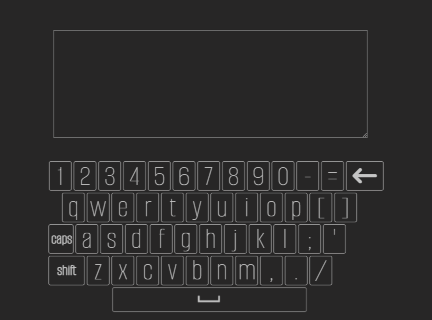 1 2 3 4 5 6 7 8 9 0 - =
q w e r t y u i o p [ ]
caps a s d f g h j k l ; '
shift z x c v b n m , . /